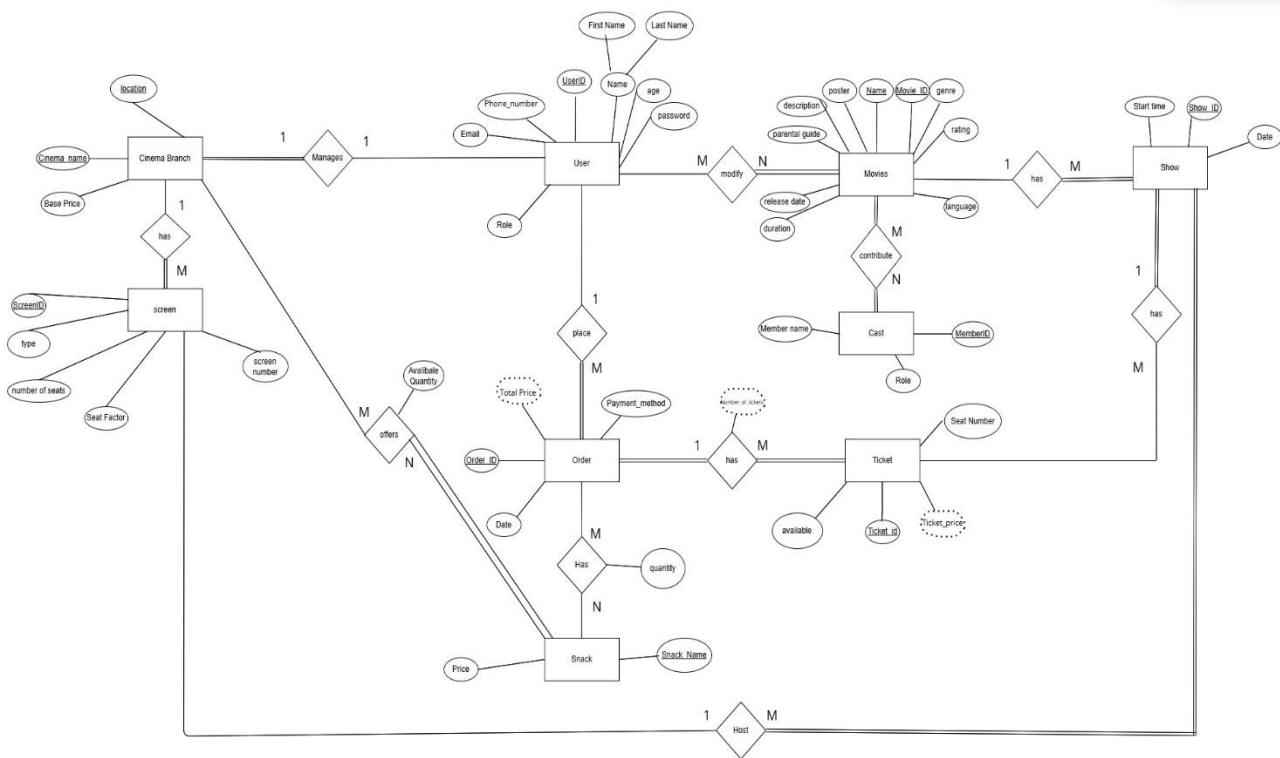 First Name
Last Name
location
UserID
Name
age
Phone_number
password
Email
User
Role
Cinema Branch
Cinema_name
Base Price
1
Manages
1
1
has
M
screen
ScreenID
type
number of seats
Seat Factor
screen number
M
modify
N
description
poster
Name
Movie_ID
genre
parental guide
rating
Movies
release date
duration
language
1
has
M
Start time
Show_ID
Date
Show
M
contribute
N
Member name
Cast
MemberID
Role
1
place
M
1
has
M
Avalibale
Quantity
M
offers
N
Total Price
Payment_method
Order_ID
Order
Date
Number_of_tickets
1
has
M
Seat Number
Ticket
available
Ticket_id
Ticket_price
M
Has
N
quantity
Snack
Price
Snack_Name
1
Host
M